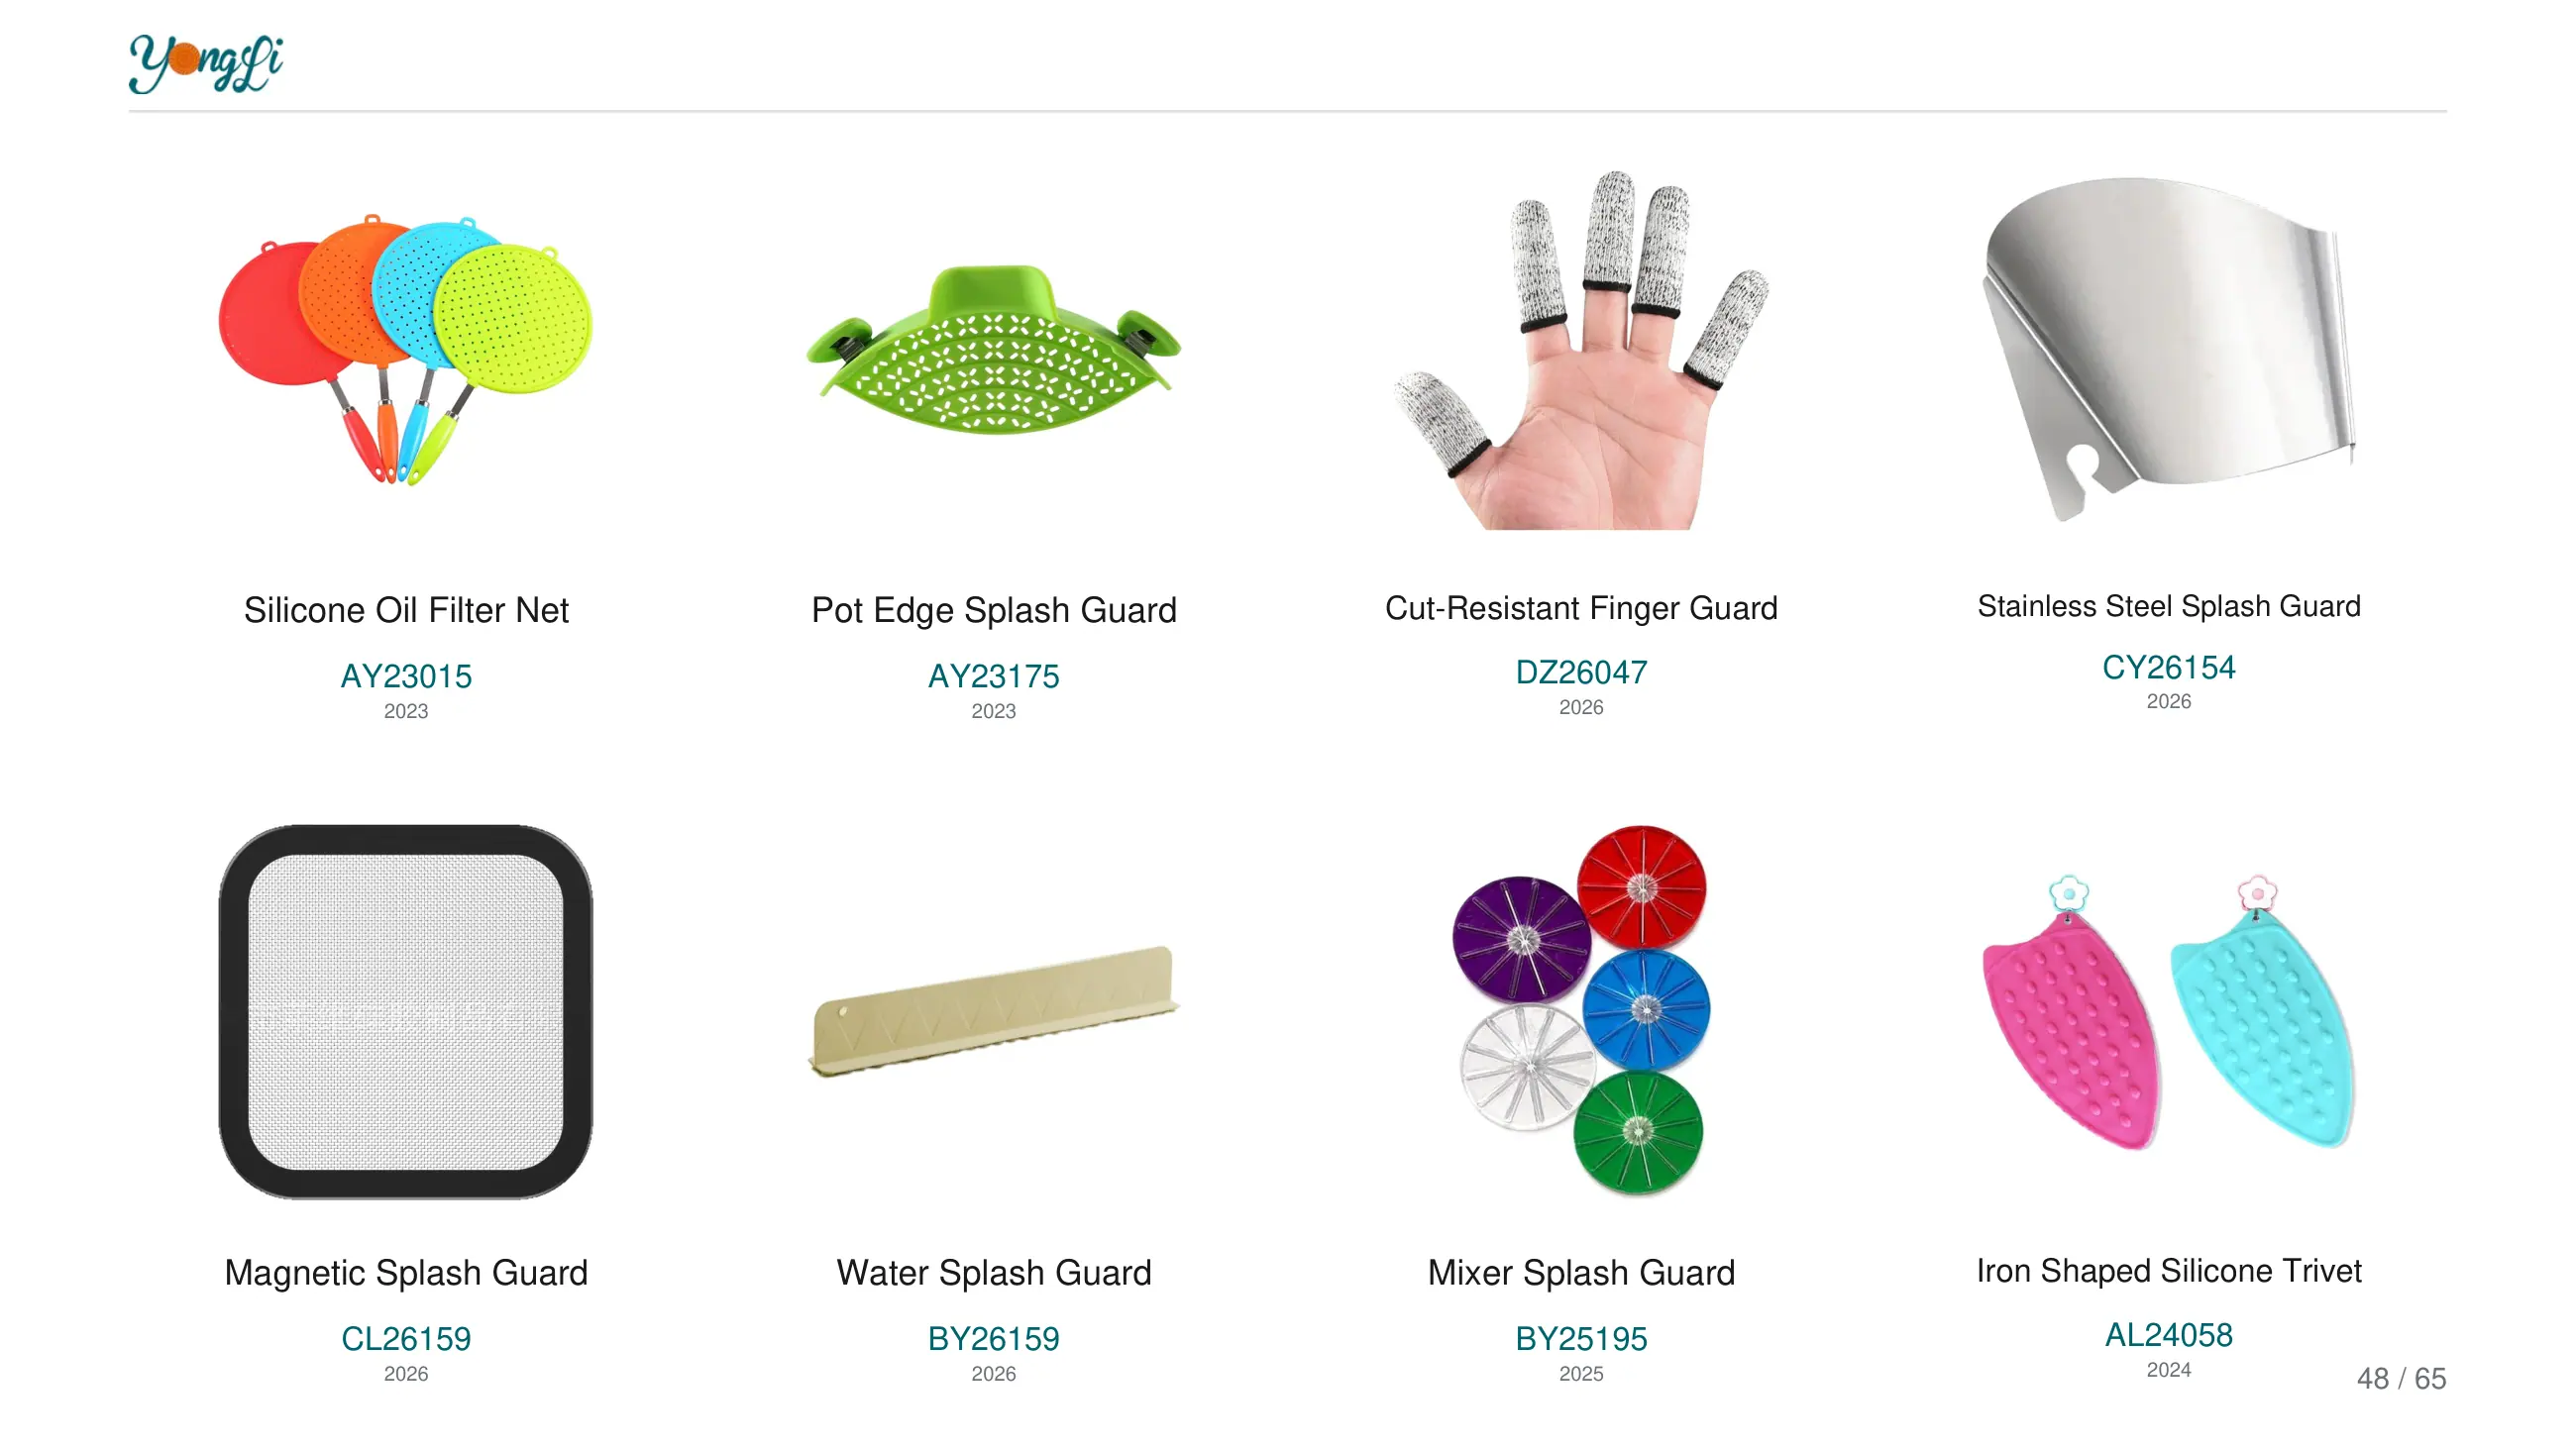 YongLi
Silicone Oil Filter Net
AY23015
2023
Pot Edge Splash Guard
AY23175
2023
Cut-Resistant Finger Guard
DZ26047
2026
Stainless Steel Splash Guard
CY26154
2026
Magnetic Splash Guard
CL26159
2026
Water Splash Guard
BY26159
2026
Mixer Splash Guard
BY25195
2025
Iron Shaped Silicone Trivet
AL24058
2024
48 / 65